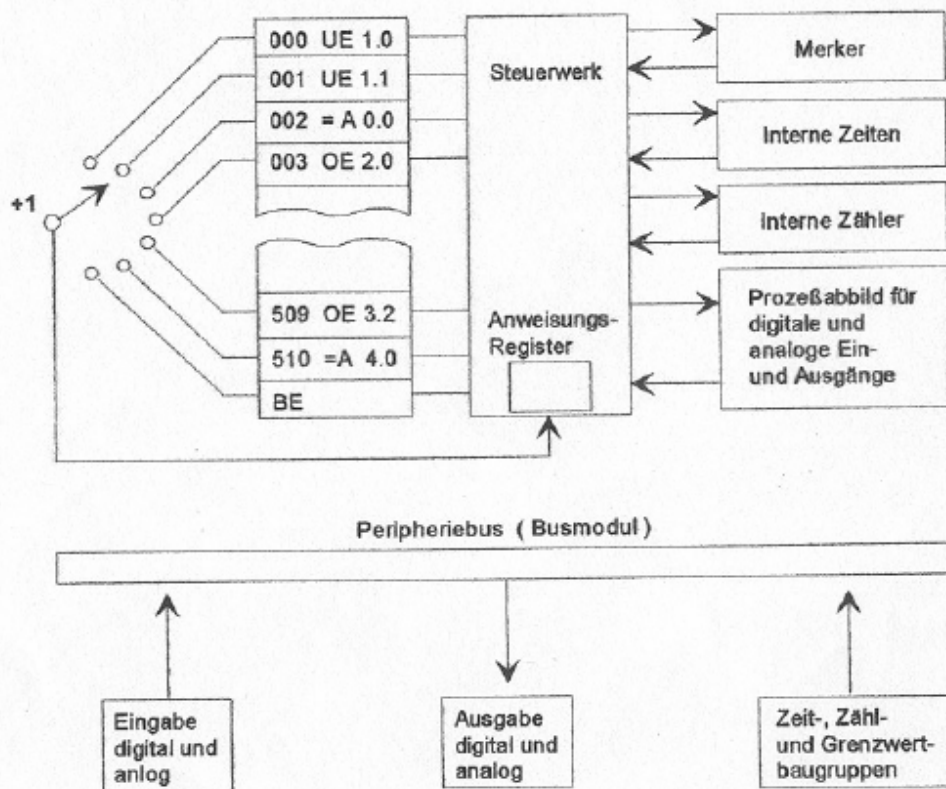 000 UE 1.0
001 UE 1.1
002 = A 0.0
003 OE 2.0
+1
509 OE 3.2
510 =A 4.0
BE
Steuerwerk
Anweisungs-
Register
Merker
Interne Zeiten
Interne Zähler
Prozeßabbild für
digitale und
analoge Ein-
und Ausgänge
Peripheriebus ( Busmodul )
Eingabe
digital und
anlog
Ausgabe
digital und
analog
Zeit-, Zähl-
und Grenzwert-
baugruppen